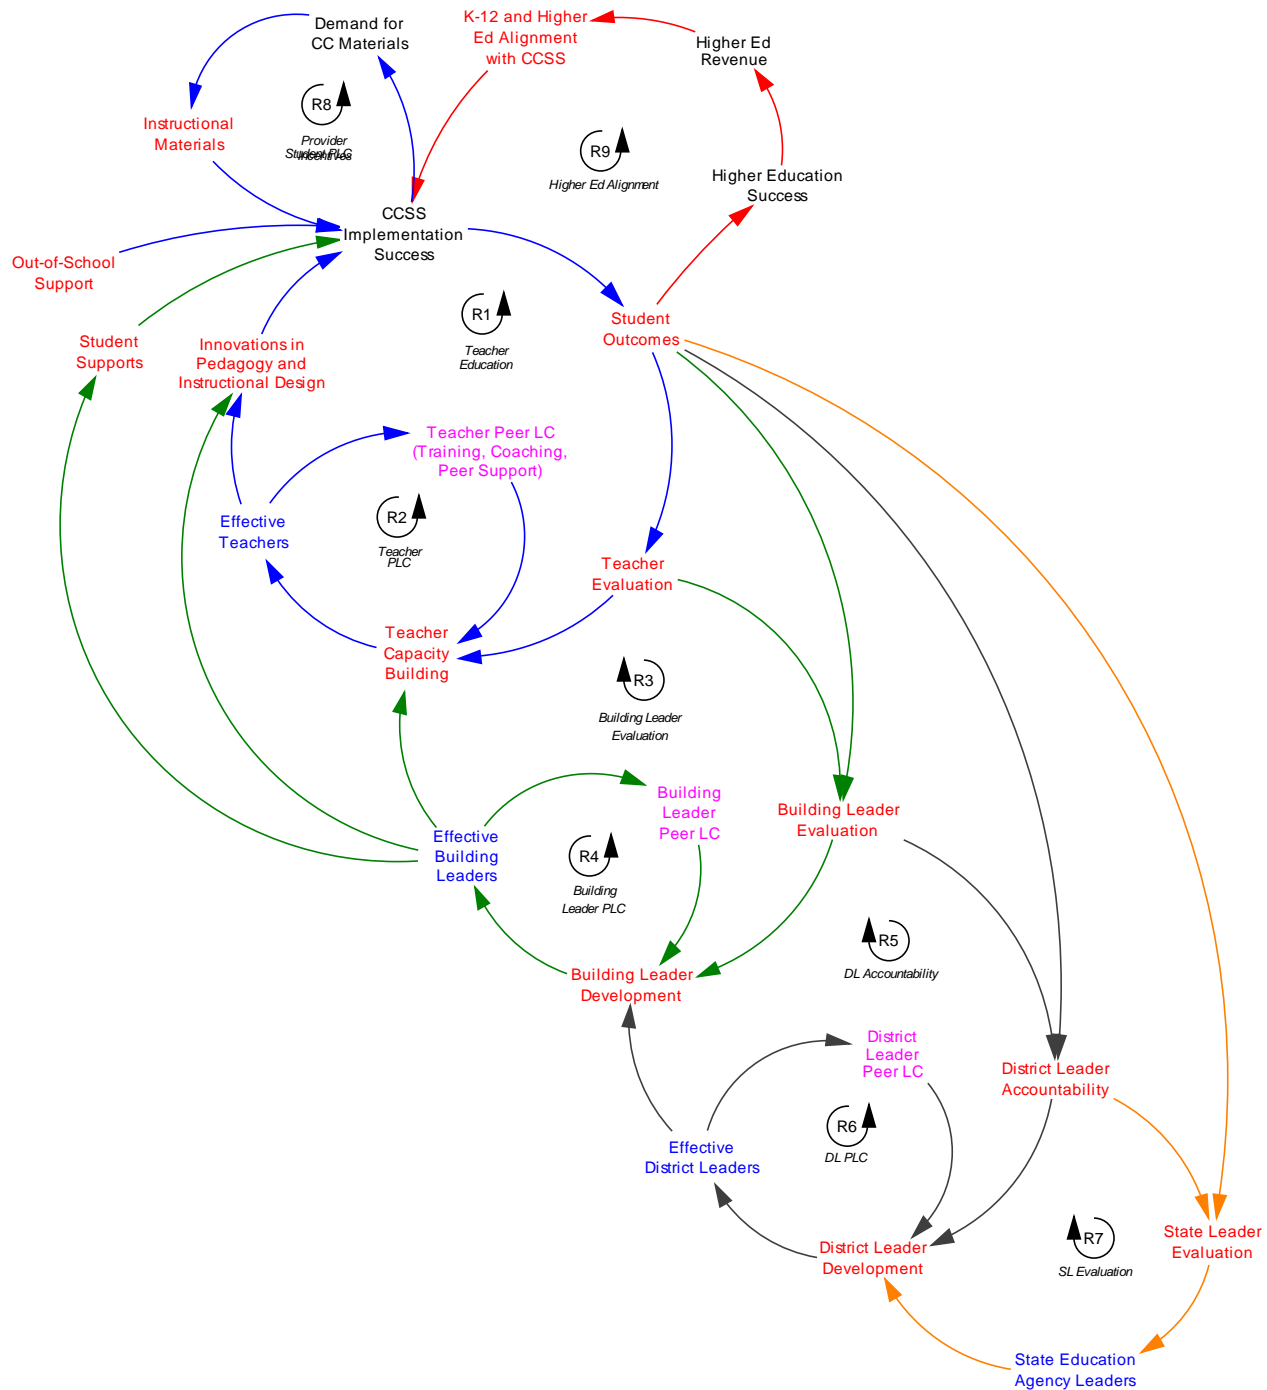 Demand for
CC Materials
K-12 and Higher
Ed Alignment
with CCSS
Higher Ed
Revenue
Instructional
Materials
R8
Provider
Incentives
Student PLC
R9
Higher Ed Alignment
Higher Education
Success
CCSS
Implementation
Success
Out-of-School
Support
Student
Supports
Innovations in
Pedagogy and
Instructional Design
R1
Teacher
Education
Student
Outcomes
Teacher Peer LC
(Training, Coaching,
Peer Support)
Effective
Teachers
R2
Teacher
PLC
Teacher
Evaluation
Teacher
Capacity
Building
R3
Building Leader
Evaluation
Building
Leader
Peer LC
Building Leader
Evaluation
Effective
Building
Leaders
R4
Building
Leader PLC
R5
DL Accountability
Building Leader
Development
District
Leader
Peer LC
District Leader
Accountability
R6
DL PLC
Effective
District Leaders
R7
SL Evaluation
State Leader
Evaluation
District Leader
Development
State Education
Agency Leaders